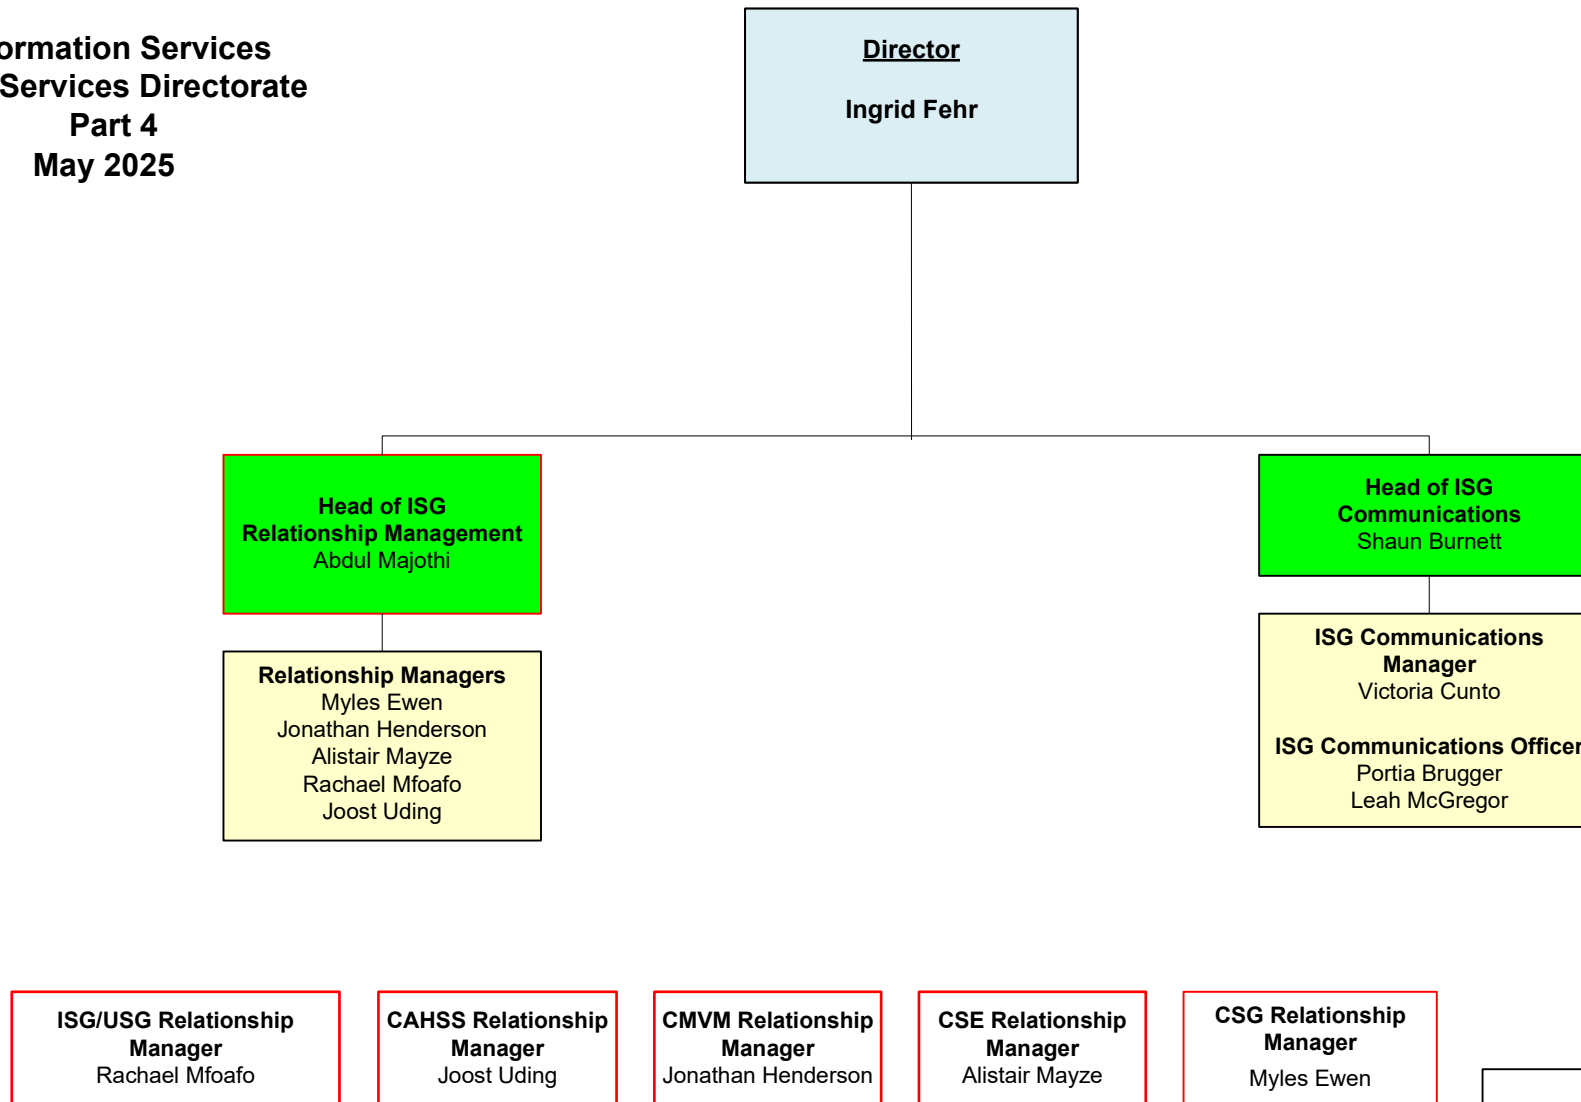 ormation Services
Services Directorate
Part 4
May 2025
Director
Ingrid Fehr
Head of ISG
Relationship Management
Abdul Majothi
Head of ISG
Communications
Shaun Burnett
Relationship Managers
Myles Ewen
Jonathan Henderson
Alistair Mayze
Rachael Mfoafo
Joost Uding
ISG Communications
Manager
Victoria Cunto
ISG Communications Officer
Portia Brugger
Leah McGregor
ISG/USG Relationship
Manager
Rachael Mfoafo
CAHSS Relationship
Manager
Joost Uding
CMVM Relationship
Manager
Jonathan Henderson
CSE Relationship
Manager
Alistair Mayze
CSG Relationship
Manager
Myles Ewen